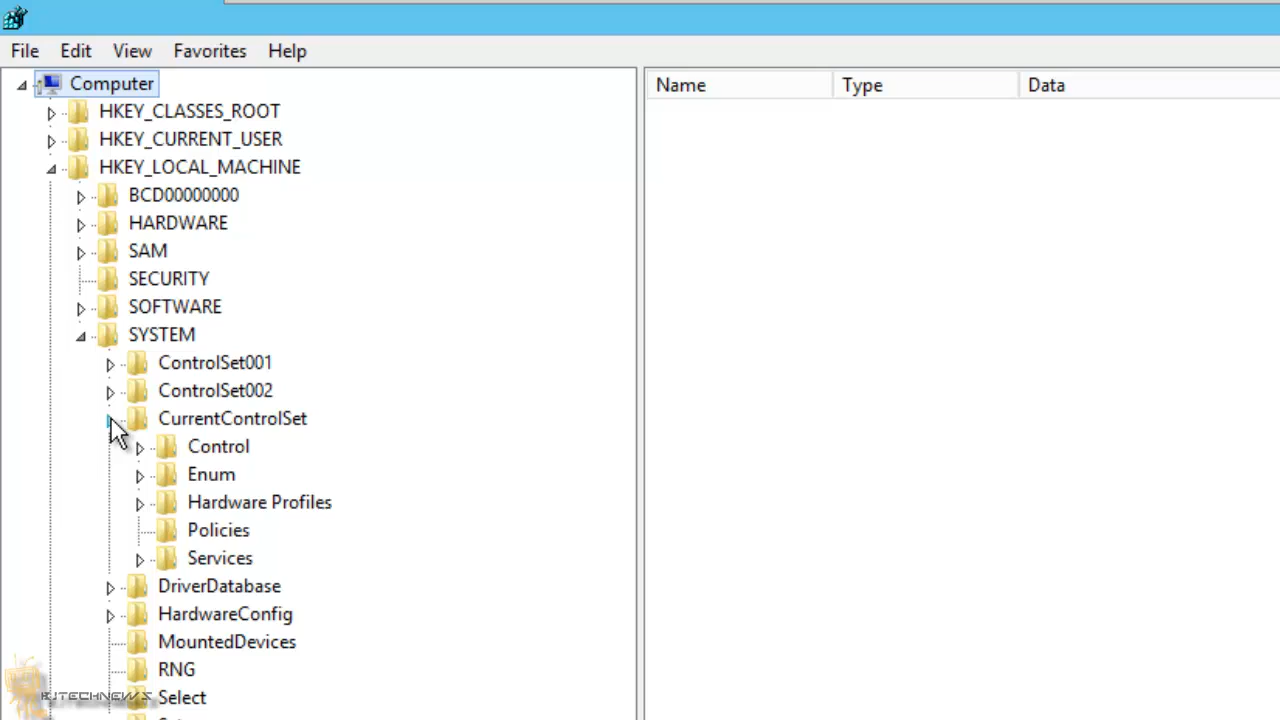 File Edit View Favorites Help
Computer
Name Type Data
HKEY_CLASSES_ROOT
HKEY_CURRENT_USER
HKEY_LOCAL_MACHINE
BCD00000000
HARDWARE
SAM
SECURITY
SOFTWARE
SYSTEM
ControlSet001
ControlSet002
CurrentControlSet
Control
Enum
Hardware Profiles
Policies
Services
DriverDatabase
HardwareConfig
MountedDevices
RNG
BJTECHNEWS
Select